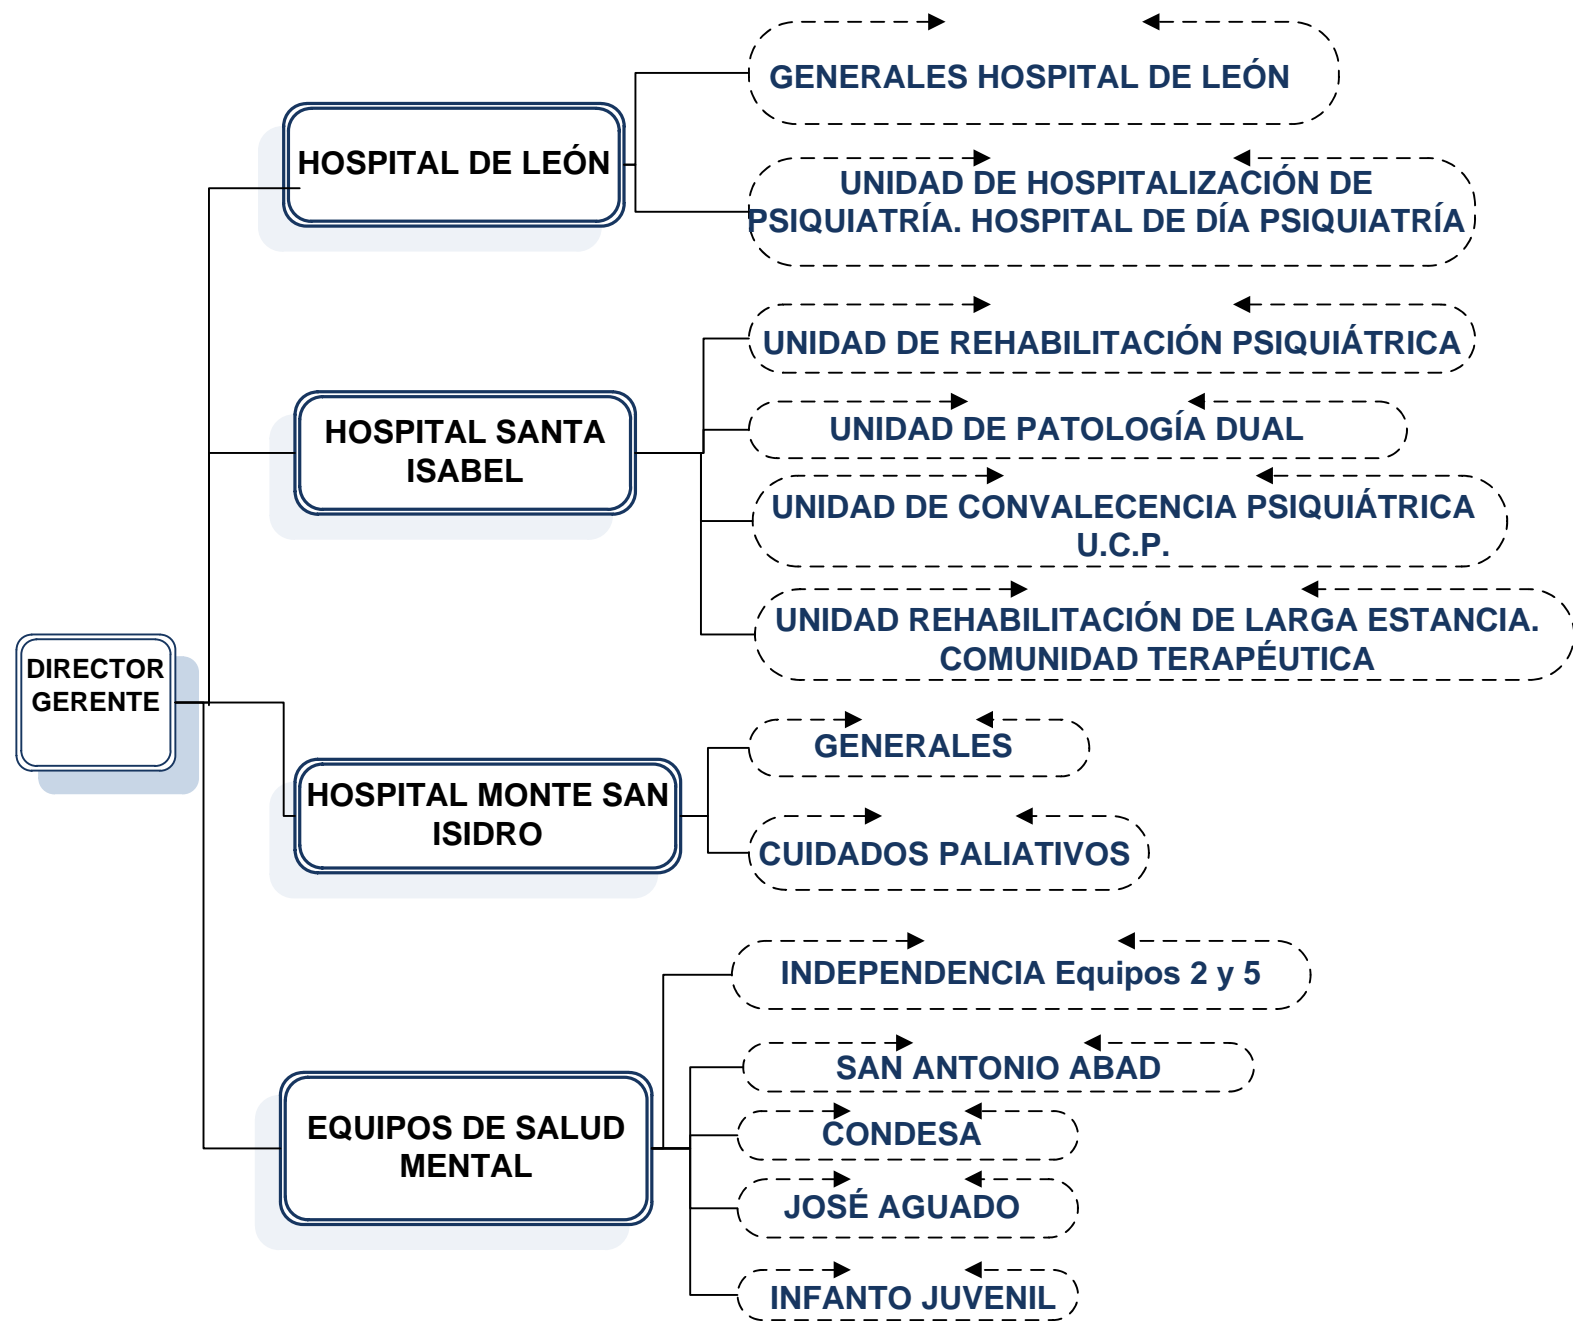 DIRECTOR
GERENTE
HOSPITAL DE LEÓN
GENERALES HOSPITAL DE LEÓN
UNIDAD DE HOSPITALIZACIÓN DE
PSIQUIATRÍA. HOSPITAL DE DÍA PSIQUIATRÍA
HOSPITAL SANTA
ISABEL
UNIDAD DE REHABILITACIÓN PSIQUIÁTRICA
UNIDAD DE PATOLOGÍA DUAL
UNIDAD DE CONVALECENCIA PSIQUIÁTRICA
U.C.P.
UNIDAD REHABILITACIÓN DE LARGA ESTANCIA.
COMUNIDAD TERAPÉUTICA
HOSPITAL MONTE SAN
ISIDRO
GENERALES
CUIDADOS PALIATIVOS
EQUIPOS DE SALUD
MENTAL
INDEPENDENCIA Equipos 2 y 5
SAN ANTONIO ABAD
CONDESA
JOSÉ AGUADO
INFANTO JUVENIL